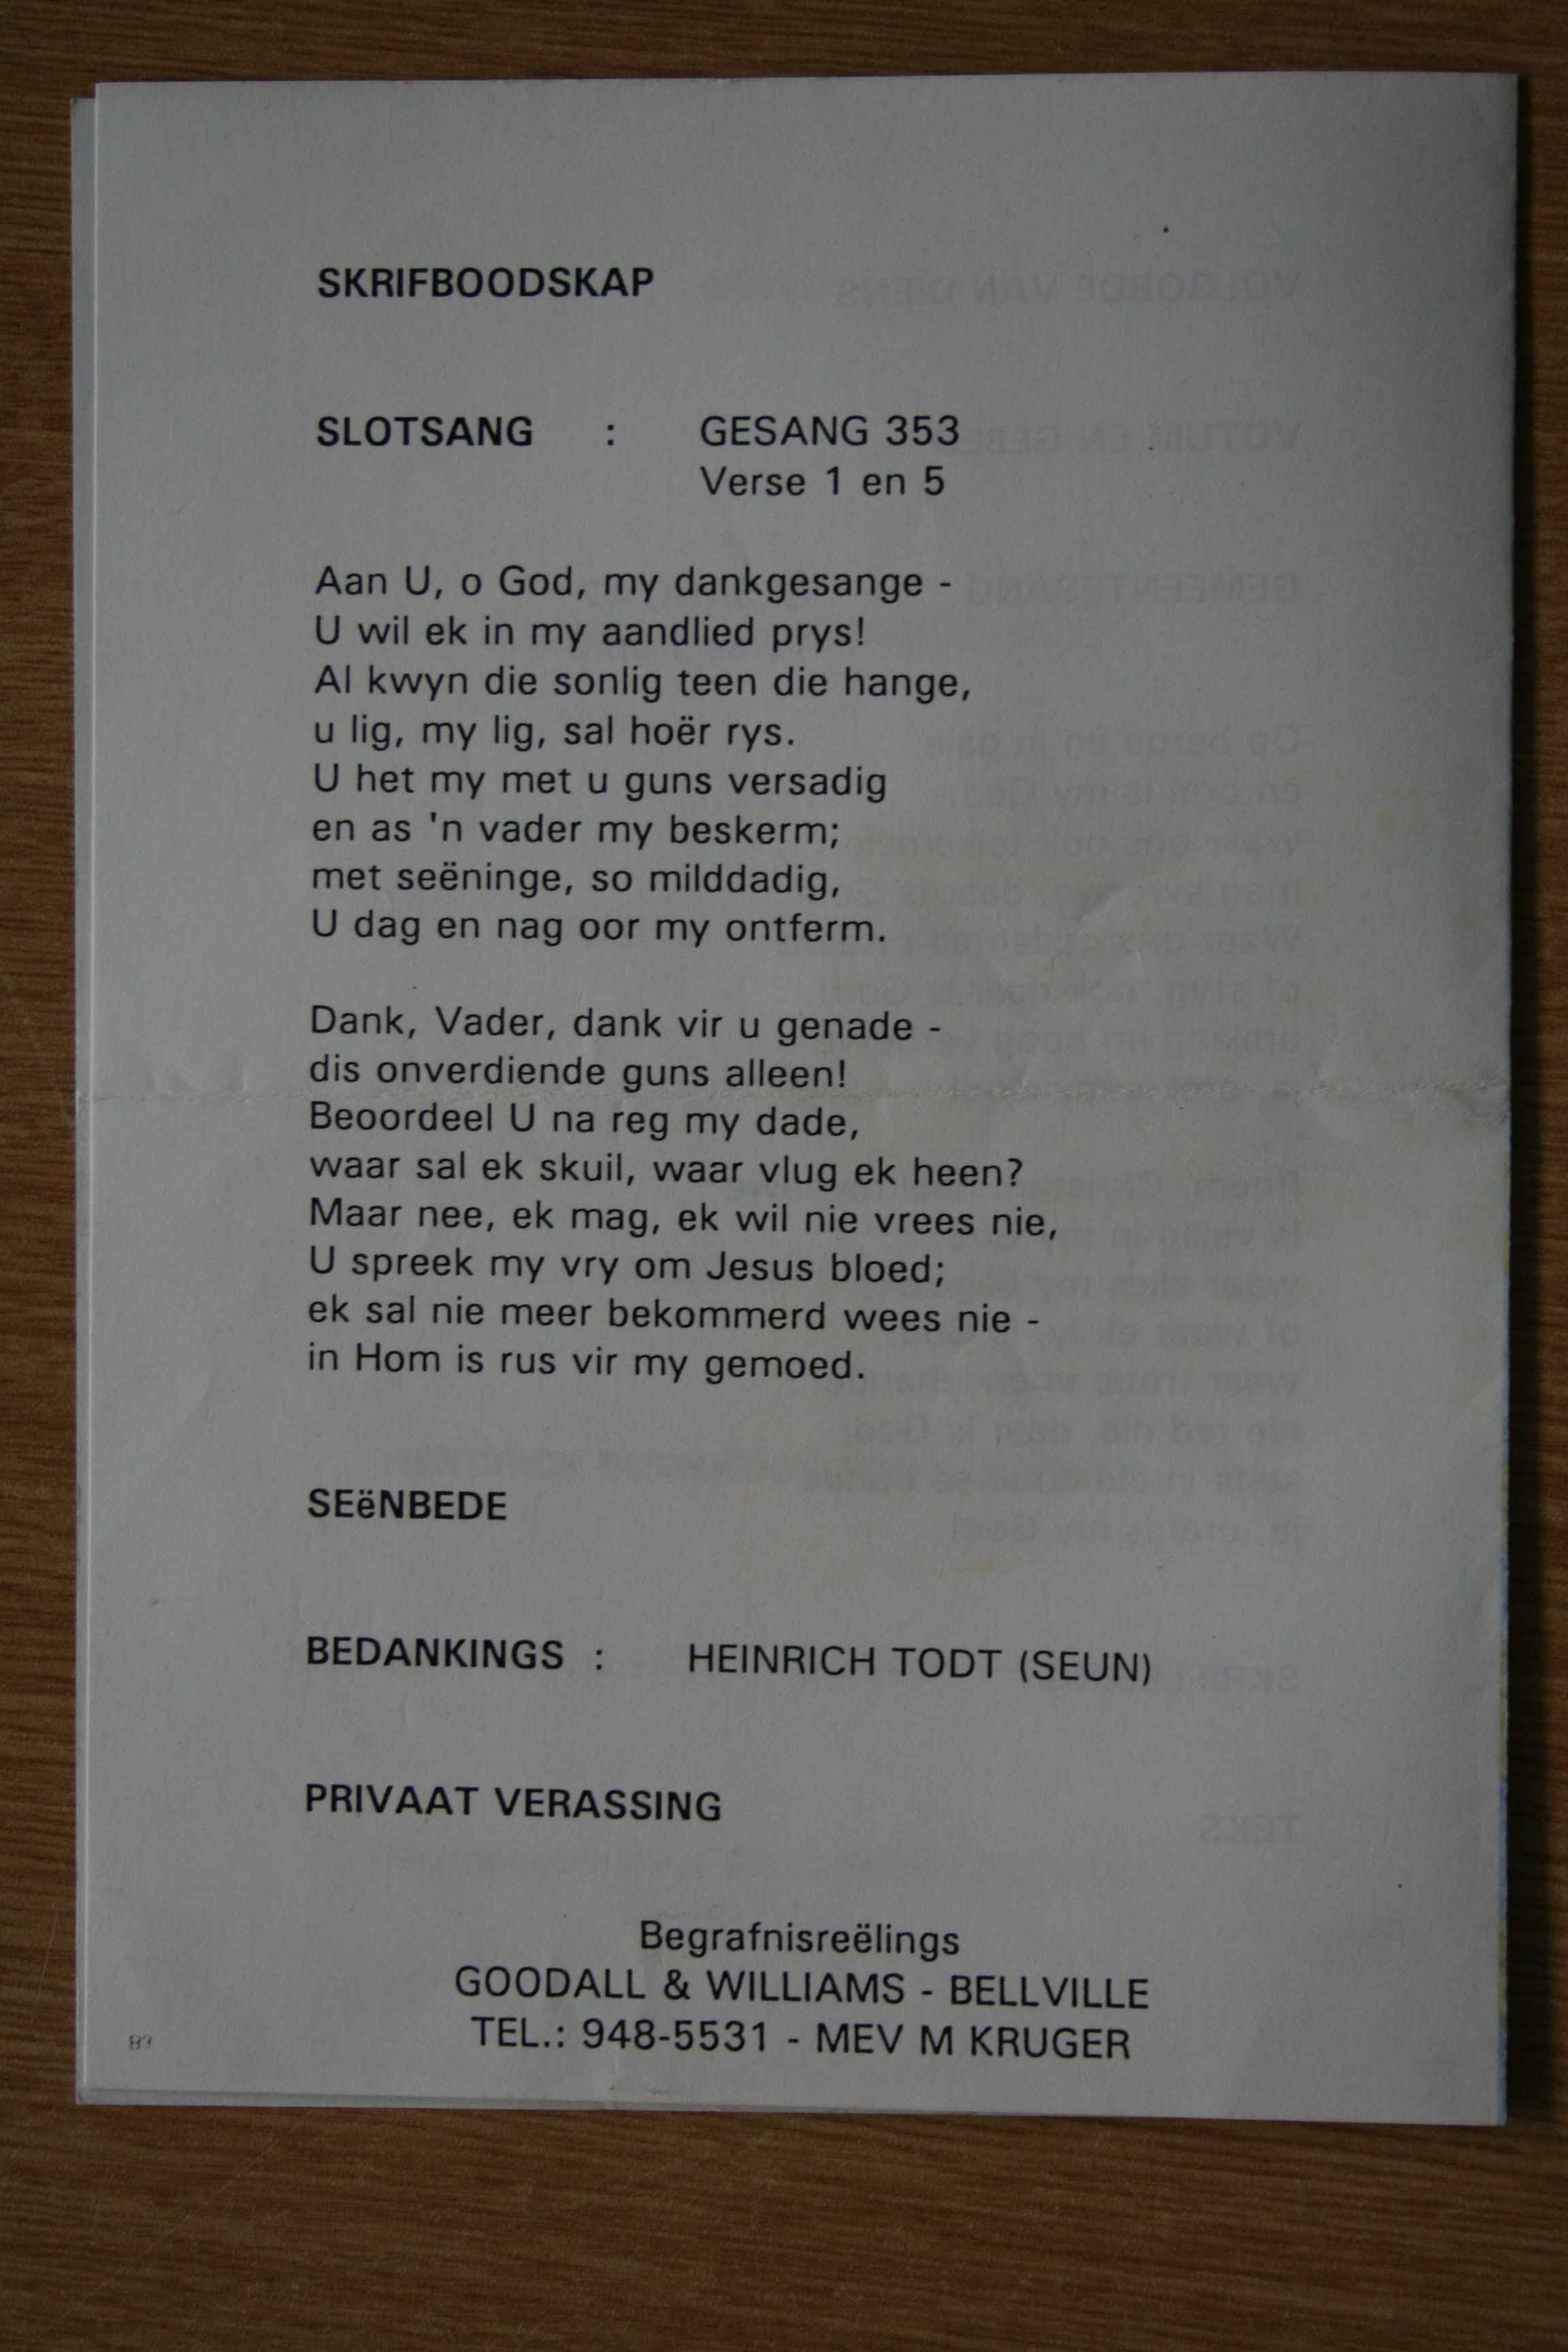 SKRIFBOODSKAP
SLOTSANG : GESANG 353
Verse 1 en 5
Aan U, o God, my dankgesange -
U wil ek in my aandlied prys!
Al kwyn die sonlig teen die hange,
u lig, my lig, sal hoër rys.
U het my met u guns versadig
en as 'n vader my beskerm;
met seëninge, so milddadig,
U dag en nag oor my ontferm.
Dank, Vader, dank vir u genade -
dis onverdiende guns alleen!
Beoordeel U na reg my dade,
waar sal ek skuil, waar vlug ek heen?
Maar nee, ek mag, ek wil nie vrees nie,
U spreek my vry om Jesus bloed;
ek sal nie meer bekommerd wees nie -
in Hom is rus vir my gemoed.
SEëNBEDE
BEDANKINGS : HEINRICH TODT (SEUN)
PRIVAAT VERASSING
Begrafnisreëlings
GOODALL & WILLIAMS - BELLVILLE
TEL.: 948-5531 - MEV M KRUGER